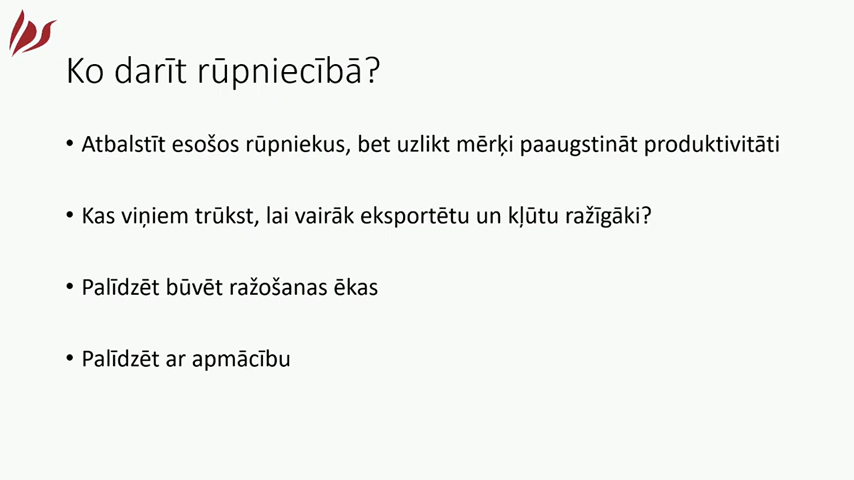 Ko darīt rūpniecībā?
• Atbalstīt esošos rūpniekus, bet uzlikt mērķi paaugstināt produktivitāti
• Kas viņiem trūkst, lai vairāk eksportētu un kļūtu ražīgāki?
• Palīdzēt būvēt ražošanas ēkas
• Palīdzēt ar apmācību